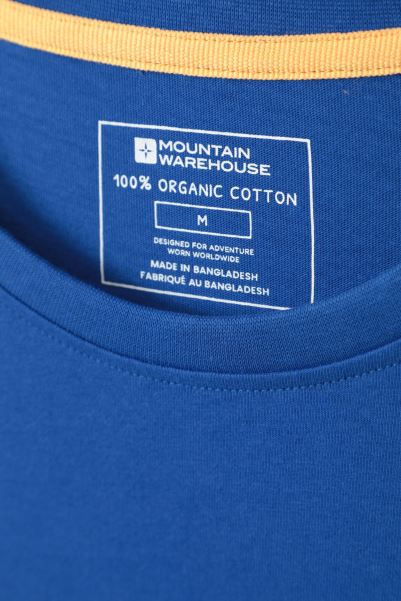 MOUNTAIN
WAREHOUSE
100% ORGANIC COTTON
M
DESIGNED FOR ADVENTURE
WORN WORLDWIDE
MADE IN BANGLADESH
FABRIQUÉ AU BANGLADESH